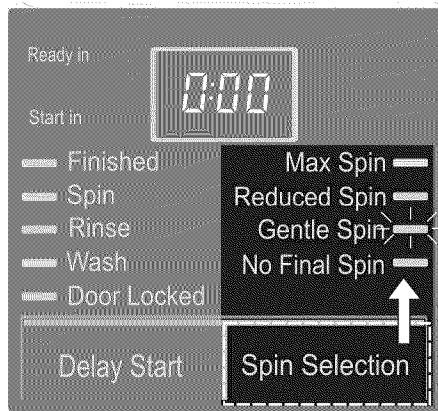 Ready in
0:00
Start in
Finished
Spin
Rinse
Wash
Door Locked
Max Spin
Reduced Spin
Gentle Spin
No Final Spin
Delay Start
Spin Selection